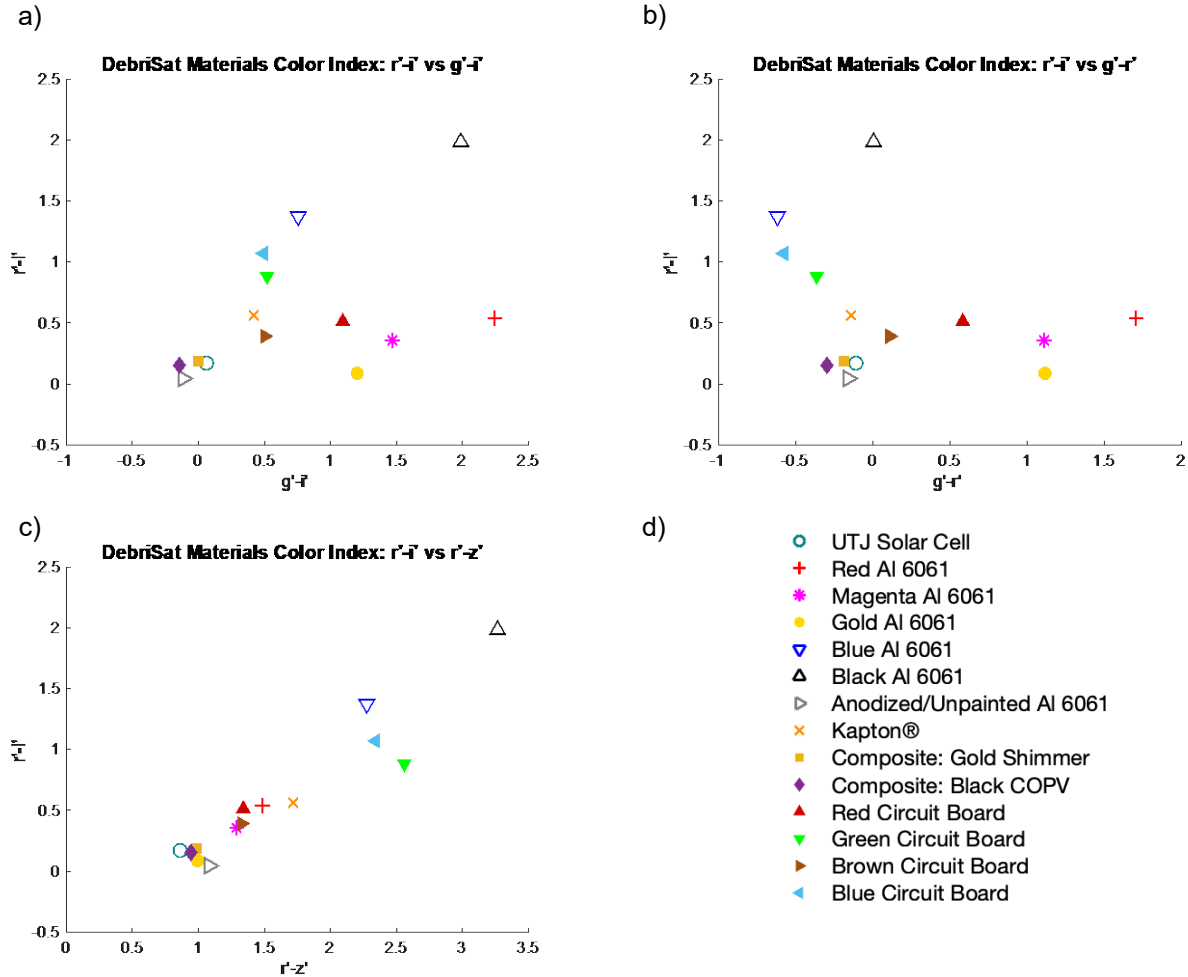 a)
DebriSat Materials Color Index: r'-i' vs g'-i'
2.5
2
1.5
1
0.5
0
-0.5
r'-i'
-1
-0.5
0
0.5
1
1.5
2
2.5
g'-i'
b)
DebriSat Materials Color Index: r'-i' vs g'-r'
2.5
2
1.5
1
0.5
0
-0.5
r'-i'
-1
-0.5
0
0.5
1
1.5
2
g'-r'
c)
DebriSat Materials Color Index: r'-i' vs r'-z'
2.5
2
1.5
1
0.5
0
-0.5
r'-i'
0
0.5
1
1.5
2
2.5
3
3.5
r'-z'
d)
UTJ Solar Cell
Red Al 6061
Magenta Al 6061
Gold Al 6061
Blue Al 6061
Black Al 6061
Anodized/Unpainted Al 6061
Kapton®
Composite: Gold Shimmer
Composite: Black COPV
Red Circuit Board
Green Circuit Board
Brown Circuit Board
Blue Circuit Board